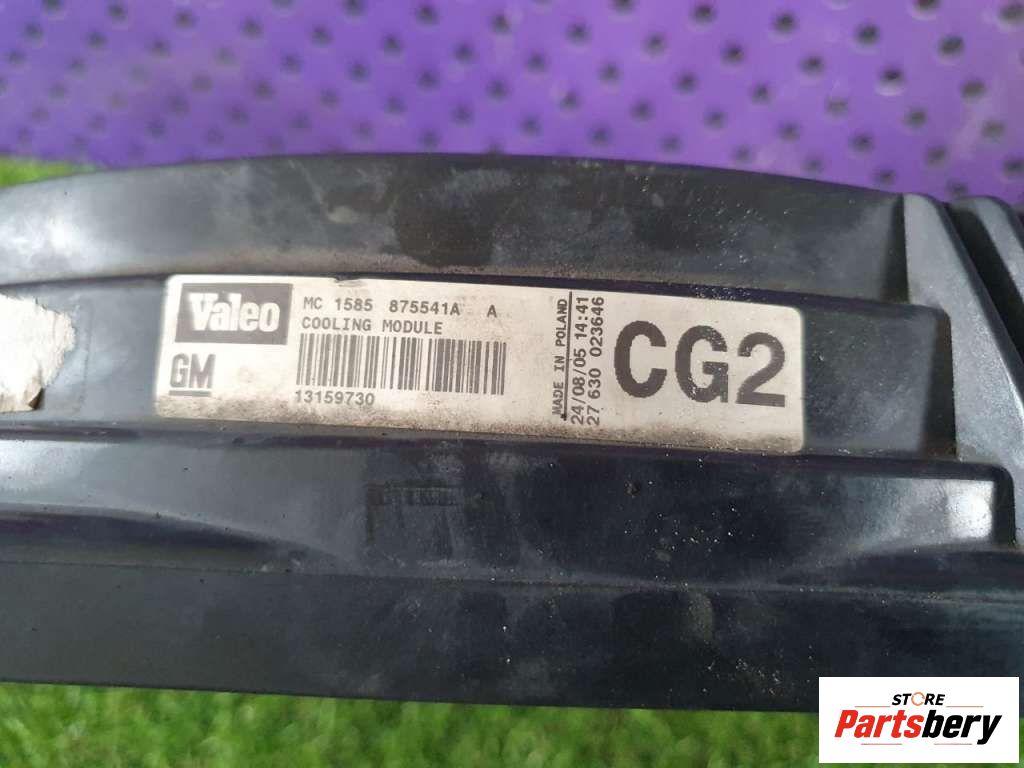 Valeo
GM
MC 1585 875541A A
COOLING MODULE
13159730
MADE IN POLAND
24/08/05 14:41
27 630 023646
CG2
STORE
Partsbery